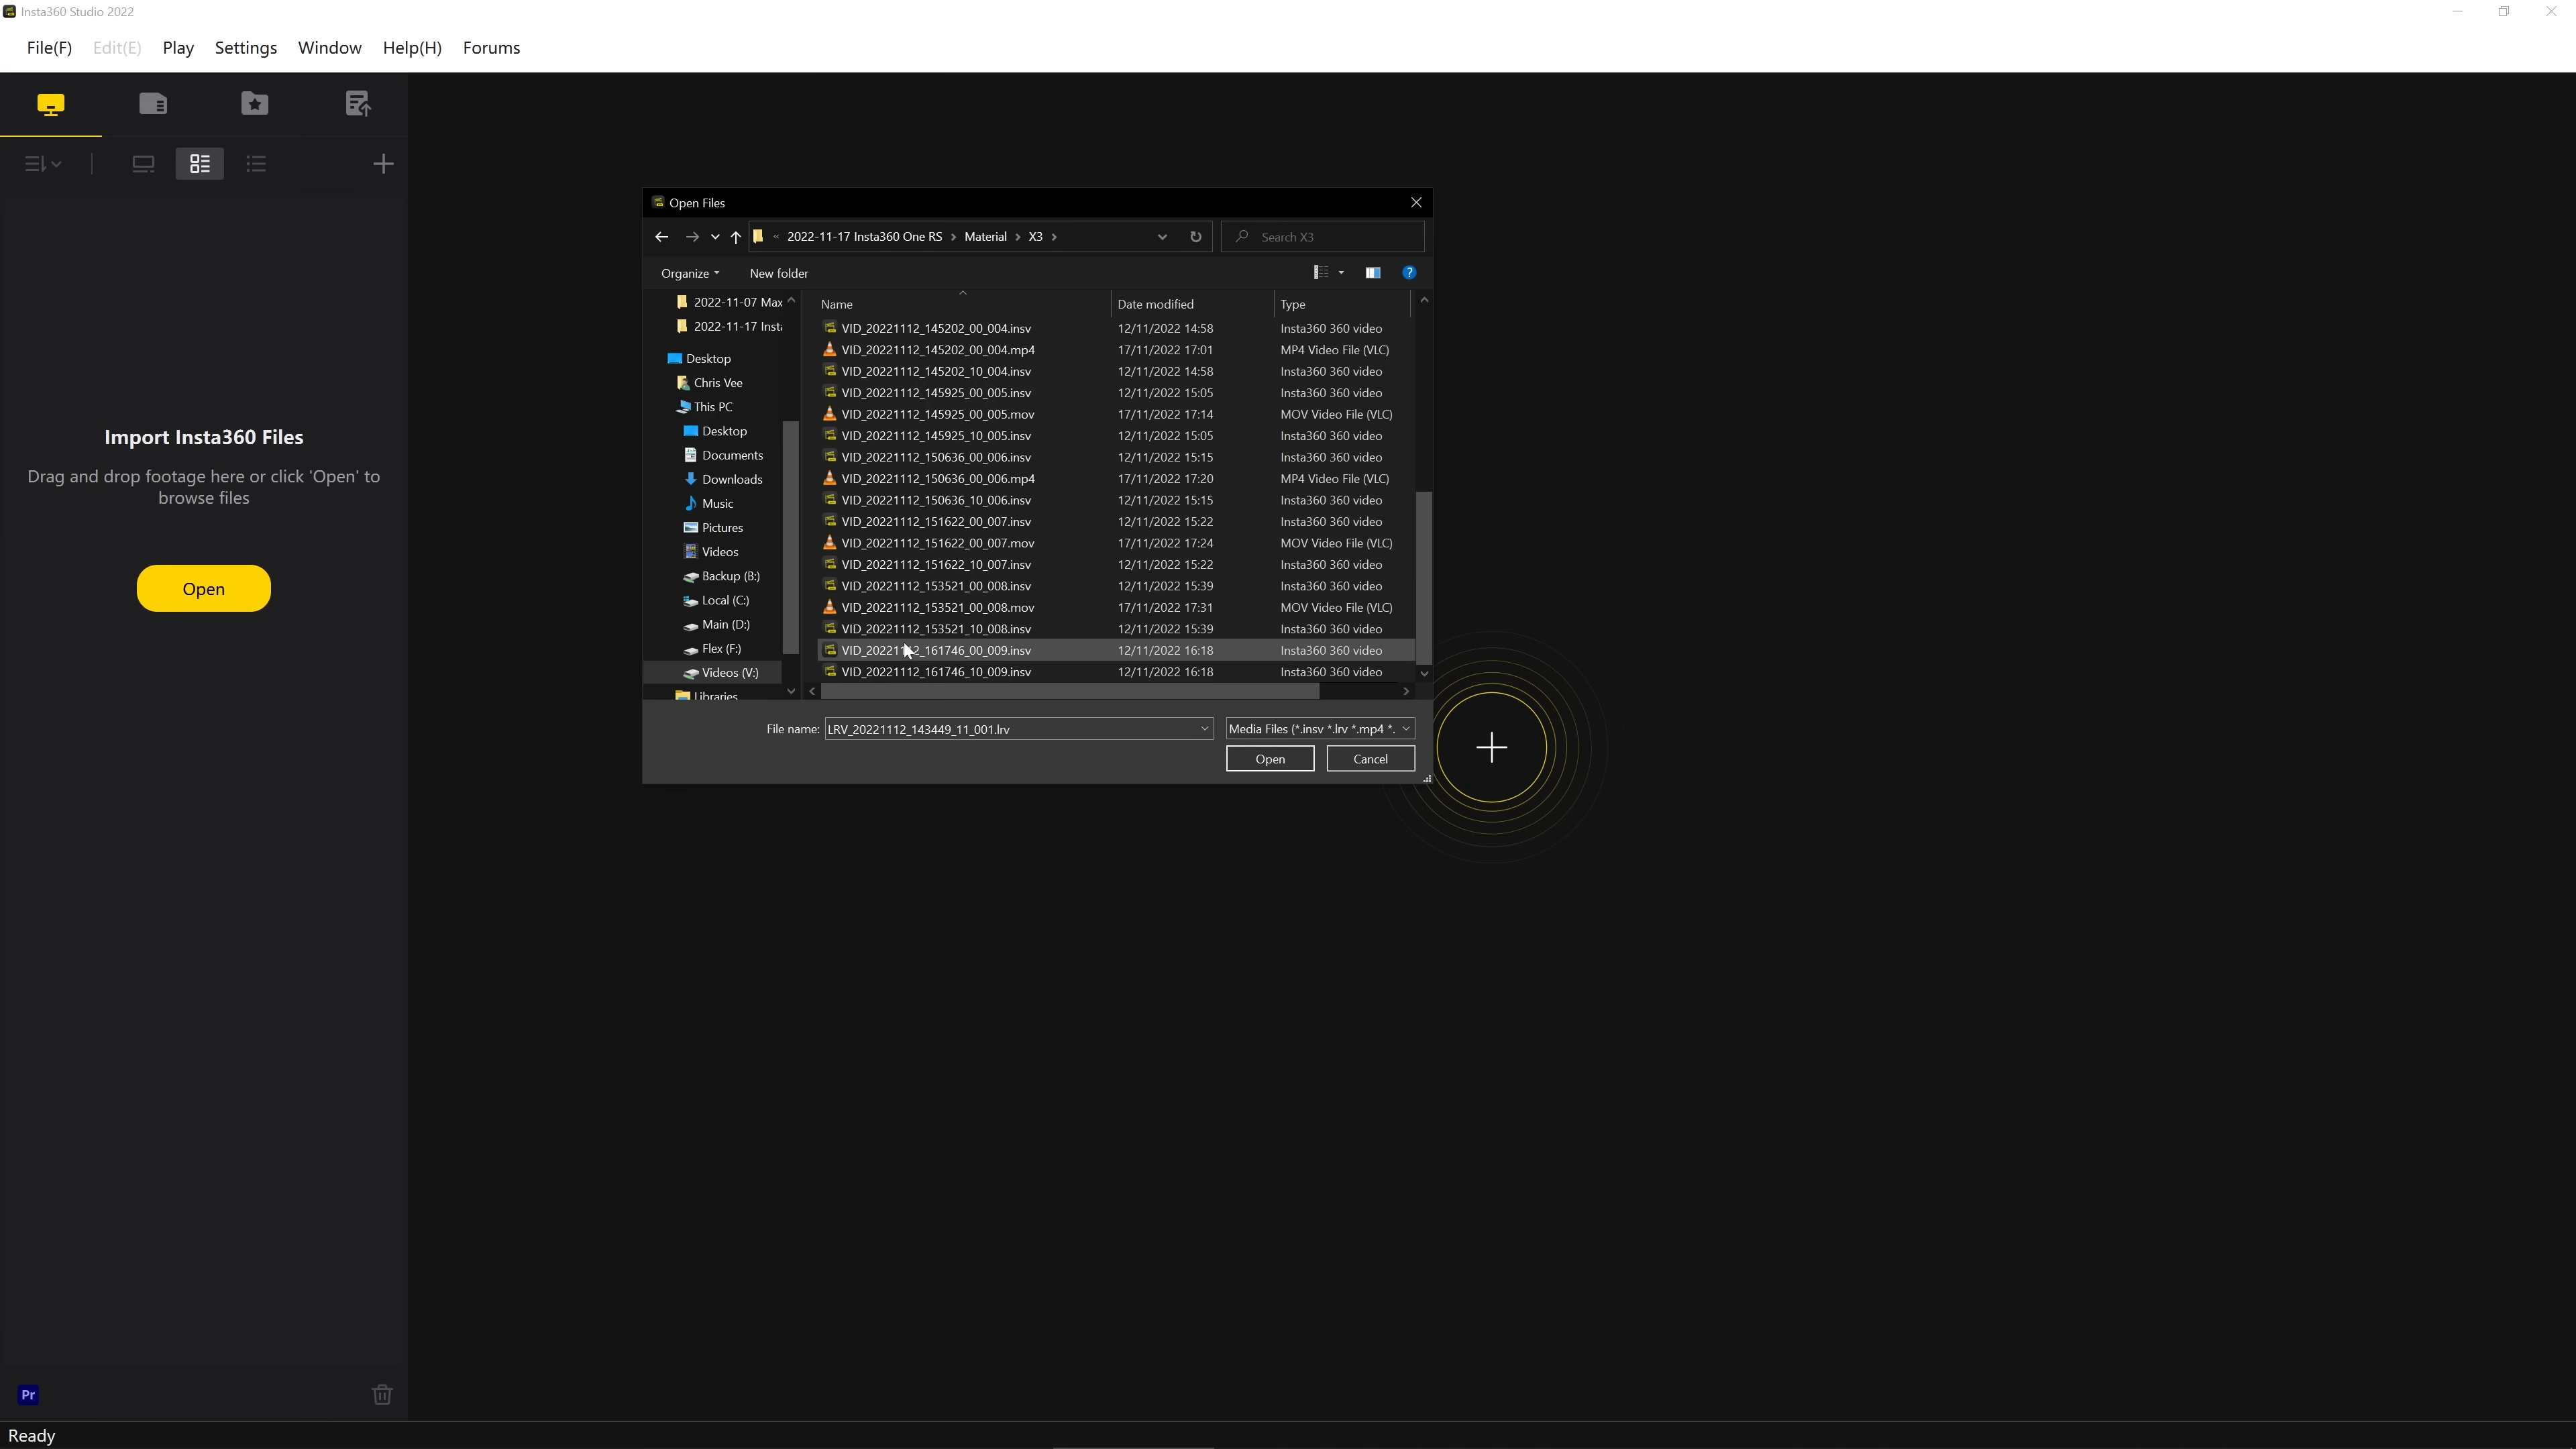 Insta360 Studio 2022
File(F) Edit(E) Play Settings Window Help(H) Forums
Import Insta360 Files
Drag and drop footage here or click 'Open' to
browse files
Open
Pr
Ready
Open Files
« 2022-11-17 Insta360 One RS > Material > X3 >
Search X3
Organize New folder
?
2022-11-07 Max
2022-11-17 Insta
Desktop
Chris Vee
This PC
Desktop
Documents
Downloads
Music
Pictures
Videos
Backup (B:)
Local (C:)
Main (D:)
Flex (F:)
Videos (V:)
Libraries
Name Date modified Type
VID_20221112_145202_00_004.insv 12/11/2022 14:58 Insta360 360 video
VID_20221112_145202_00_004.mp4 17/11/2022 17:01 MP4 Video File (VLC)
VID_20221112_145202_10_004.insv 12/11/2022 14:58 Insta360 360 video
VID_20221112_145925_00_005.insv 12/11/2022 15:05 Insta360 360 video
VID_20221112_145925_00_005.mov 17/11/2022 17:14 MOV Video File (VLC)
VID_20221112_145925_10_005.insv 12/11/2022 15:05 Insta360 360 video
VID_20221112_150636_00_006.insv 12/11/2022 15:15 Insta360 360 video
VID_20221112_150636_00_006.mp4 17/11/2022 17:20 MP4 Video File (VLC)
VID_20221112_150636_10_006.insv 12/11/2022 15:15 Insta360 360 video
VID_20221112_151622_00_007.insv 12/11/2022 15:22 Insta360 360 video
VID_20221112_151622_00_007.mov 17/11/2022 17:24 MOV Video File (VLC)
VID_20221112_151622_10_007.insv 12/11/2022 15:22 Insta360 360 video
VID_20221112_153521_00_008.insv 12/11/2022 15:39 Insta360 360 video
VID_20221112_153521_00_008.mov 17/11/2022 17:31 MOV Video File (VLC)
VID_20221112_153521_10_008.insv 12/11/2022 15:39 Insta360 360 video
VID_20221112_161746_00_009.insv 12/11/2022 16:18 Insta360 360 video
VID_20221112_161746_10_009.insv 12/11/2022 16:18 Insta360 360 video
File name: LRV_20221112_143449_11_001.lrv Media Files (*.insv *.lrv *.mp4 *.
Open Cancel